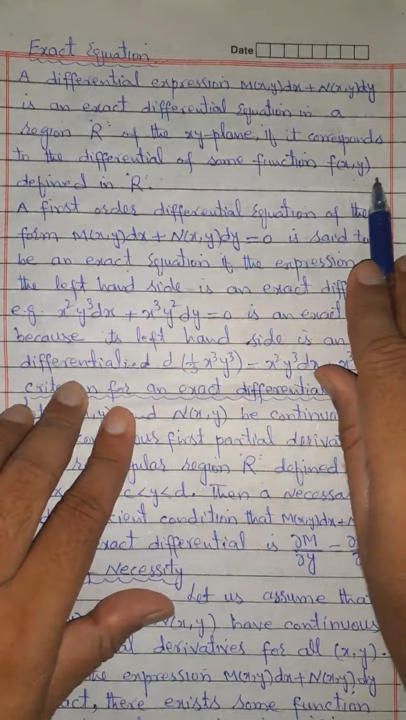 Exact Equation.
Date
A differential expression M(x,y)dx + N(x,y)dy
is an exact differential Equation in a
region R of the xy-plane, if it corresponds
to the differential of some function f(x,y)
defined in R.
A first order differential Equation of the
form M(x,y)dx + N(x,y)dy = 0 is said to
be an exact Equation if the expression
the left hand side is an exact diff
e.g. x²y³dx + x³y²dy = 0 is an exact
because its left hand side is an
differential i.e d(⅓x³y³) = x²y³dx
for an exact differential
and N(x,y) be continu
first partial deriva
region R defined
c<y<d. Then a necessa
condition that M(x,y)dx +
exact differential is ∂M/∂y =
Necessity
Let us assume that
N(x,y) have continuous
derivatives for all (x,y).
expression M(x,y)dx + N(x,y)dy
there exists some function